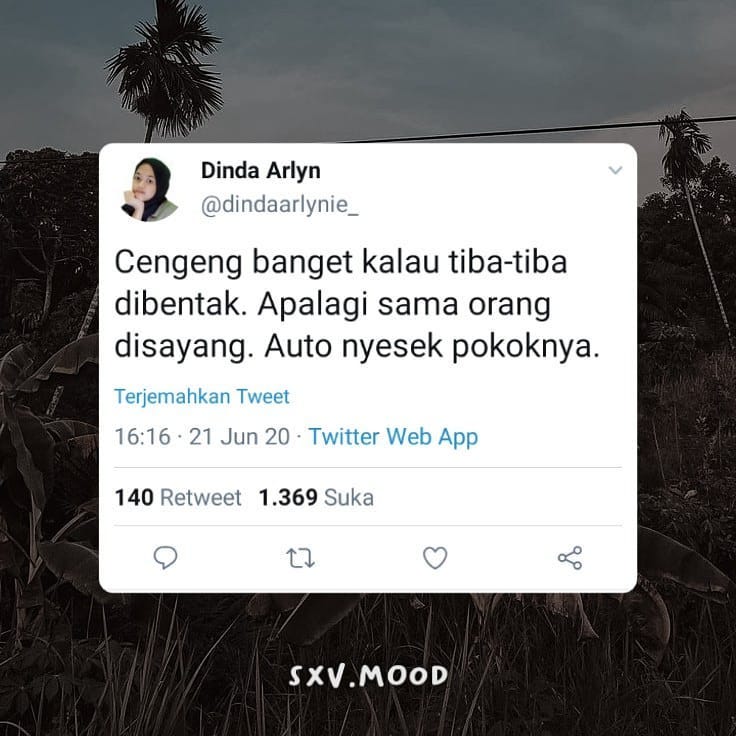 Dinda Arlyn
@dindaarlynie_
Cengeng banget kalau tiba-tiba
dibentak. Apalagi sama orang
disayang. Auto nyesek pokoknya.
Terjemahkan Tweet
16:16 · 21 Jun 20 · Twitter Web App
140 Retweet 1.369 Suka
SXV.MOOD